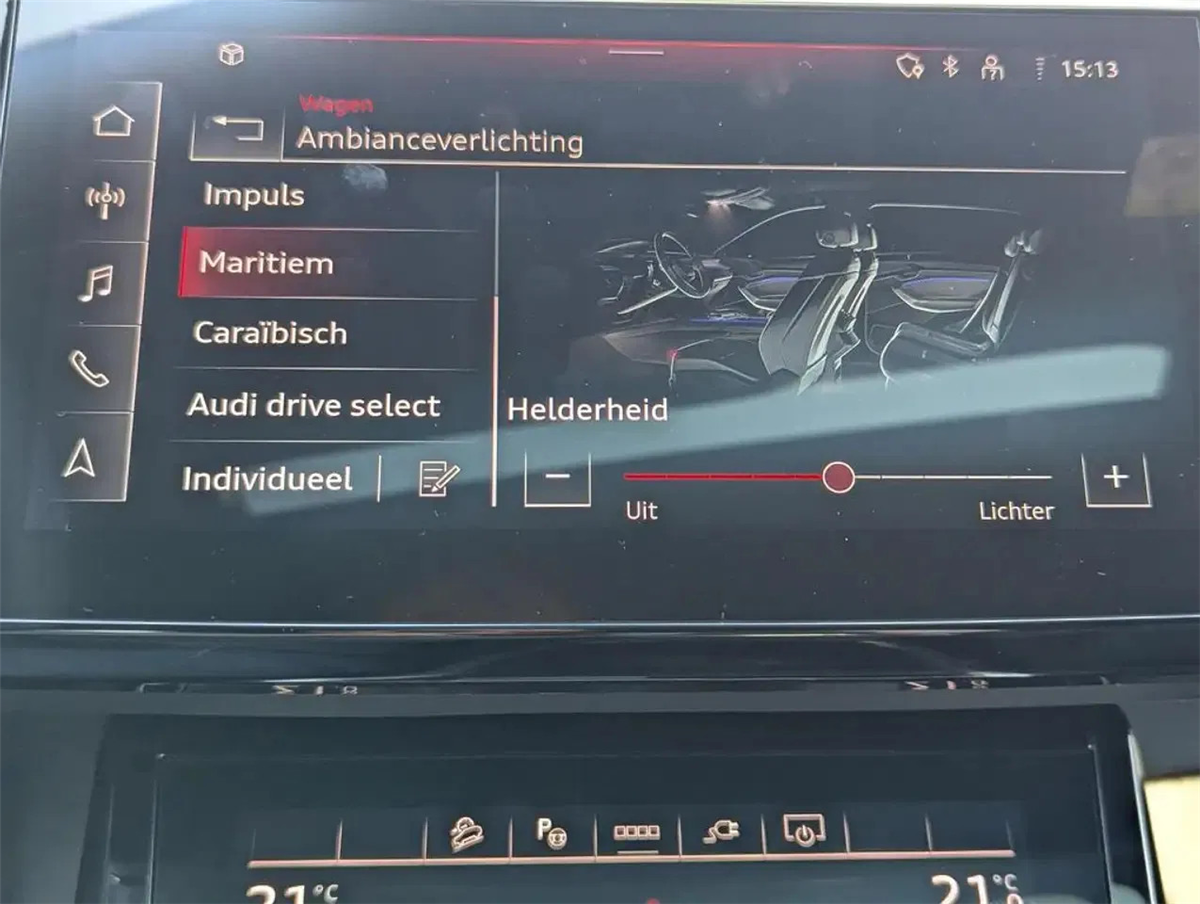 15:13
Wagen
Ambianceverlichting
Impuls
Maritiem
Caraïbisch
Audi drive select
Individueel
Helderheid
− +
Uit Lichter
P
21°C 21°C